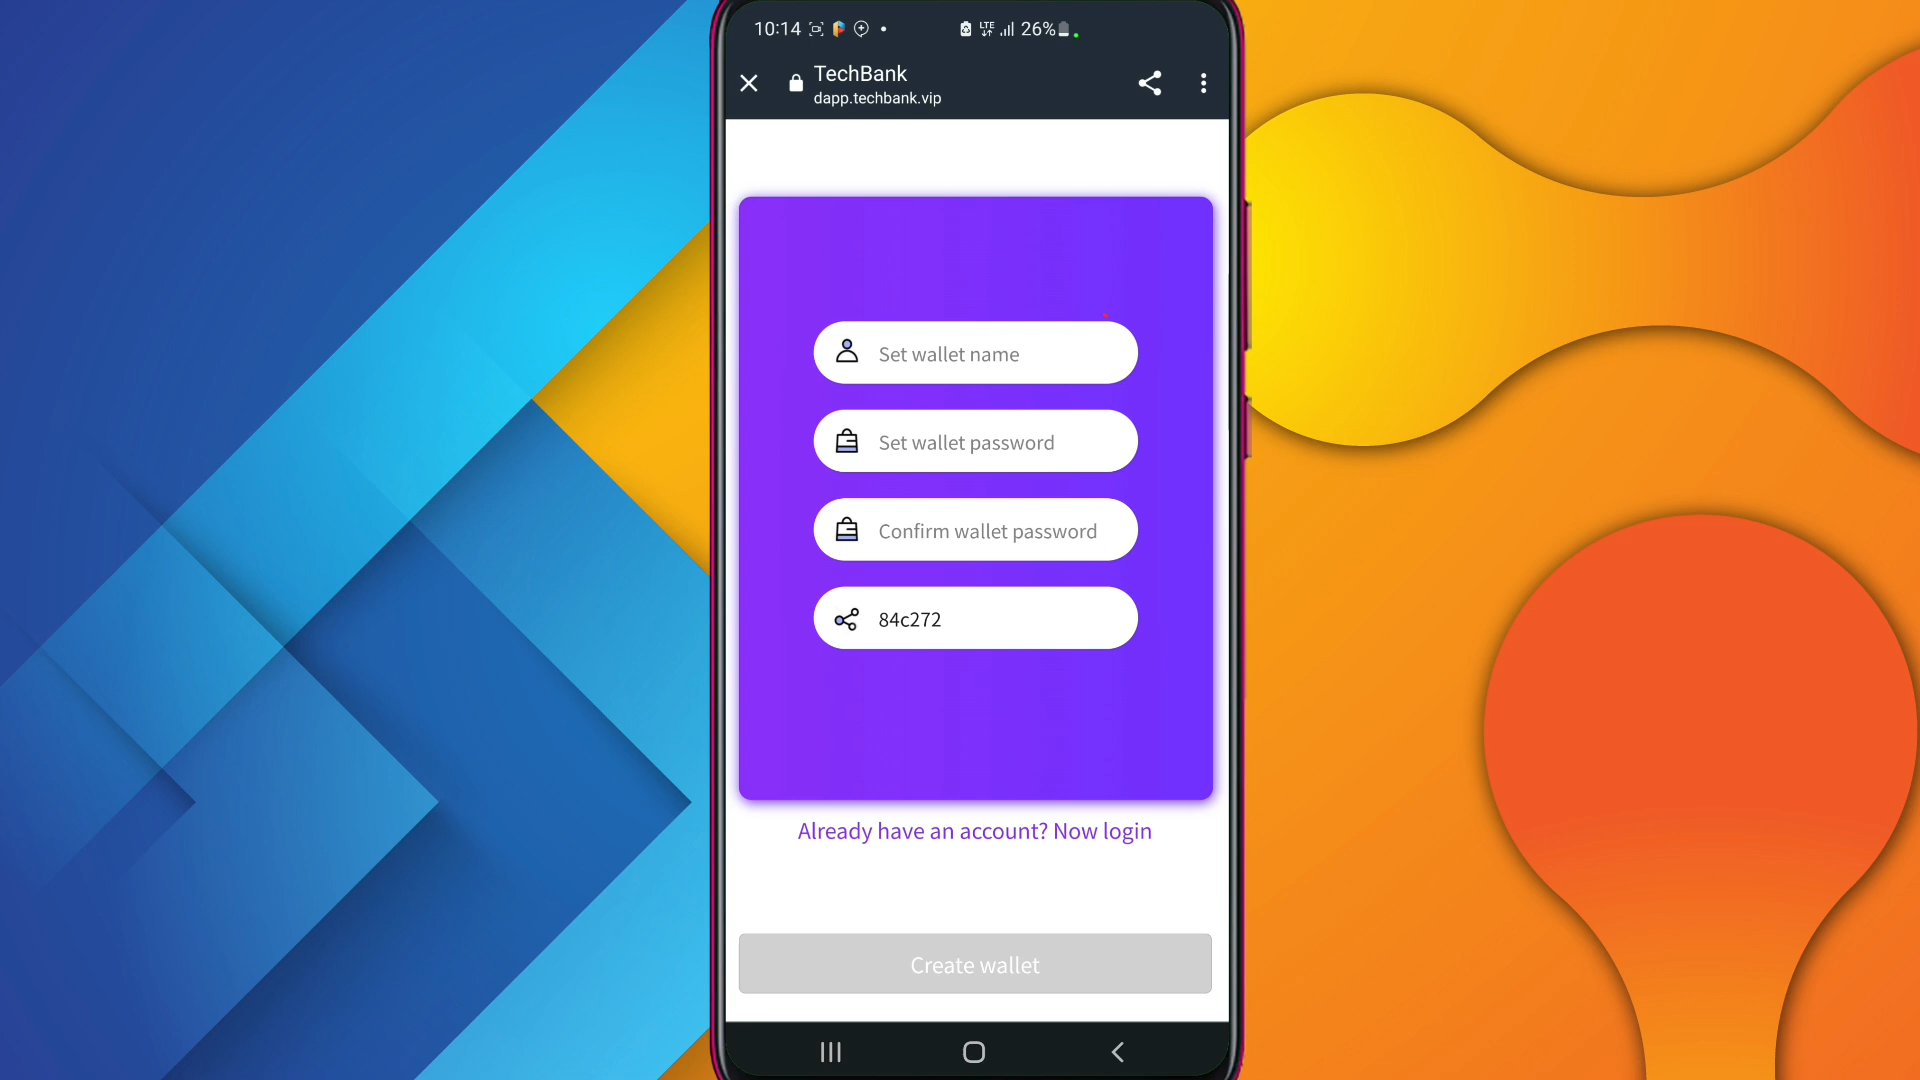 10:14 LTE 26%
TechBank
dapp.techbank.vip
Set wallet name
Set wallet password
Confirm wallet password
84c272
Already have an account? Now login
Create wallet